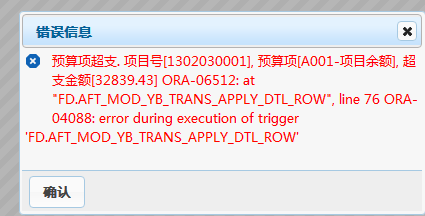 错误信息
预算项超支. 项目号[1302030001], 预算项[A001-项目余额], 超
支金额[32839.43] ORA-06512: at
"FD.AFT_MOD_YB_TRANS_APPLY_DTL_ROW", line 76 ORA-
04088: error during execution of trigger
'FD.AFT_MOD_YB_TRANS_APPLY_DTL_ROW'
确认